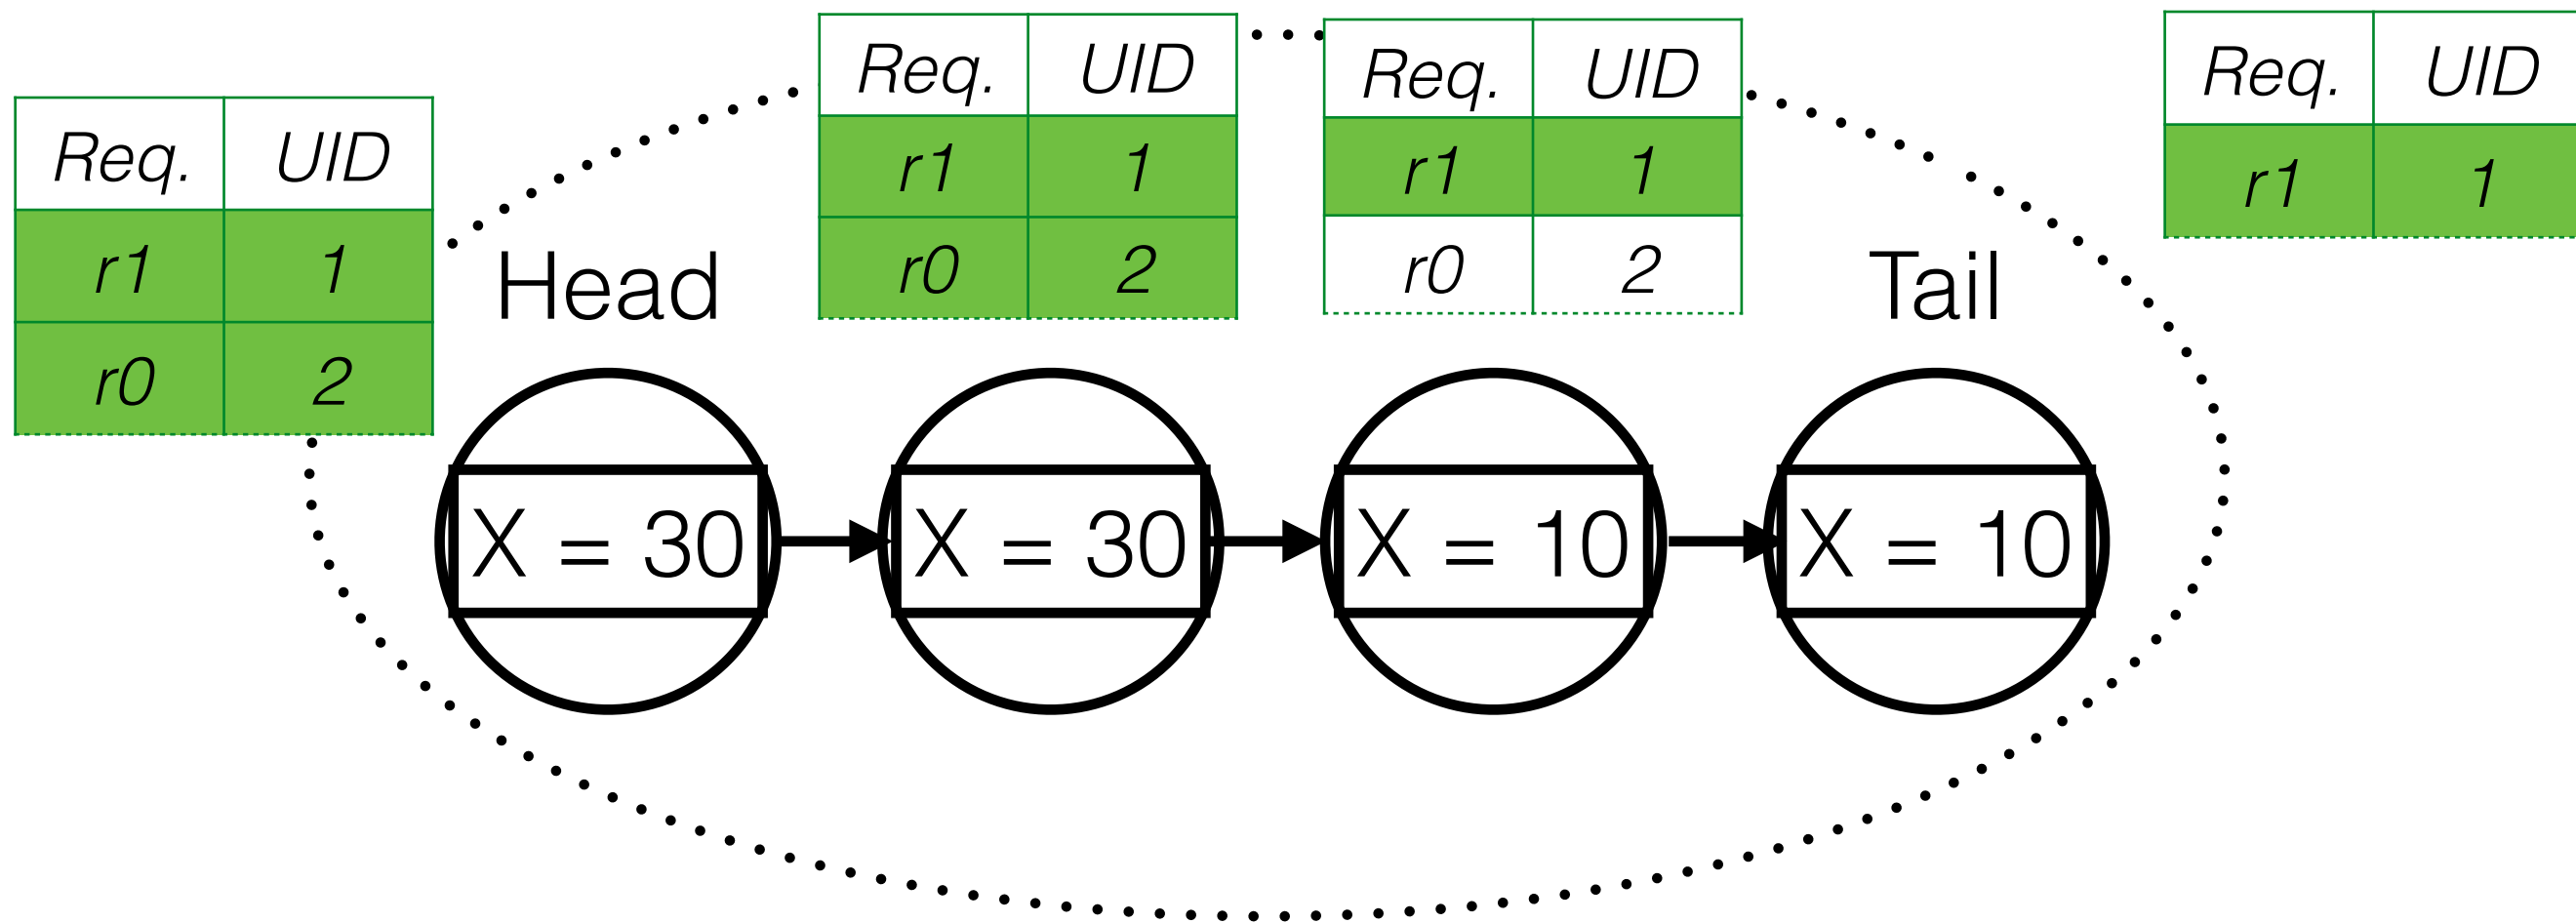 Req. UID
r1 1
r0 2
Req. UID
r1 1
r0 2
Req. UID
r1 1
r0 2
Req. UID
r1 1
Head
Tail
X = 30
X = 30
X = 10
X = 10